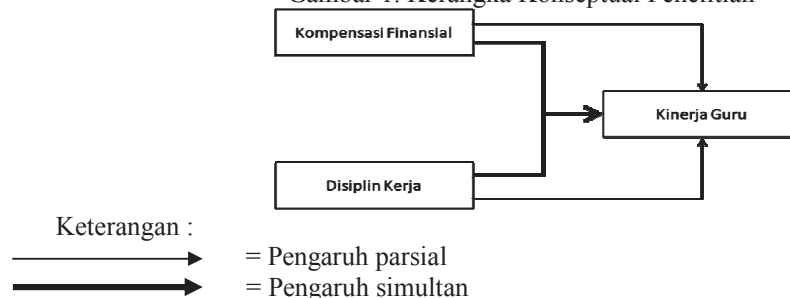 Gambar 1. Kerangka Konseptual Penelitian
Kompensasi Finansial
Kinerja Guru
Disiplin Kerja
Keterangan :
= Pengaruh parsial
= Pengaruh simultan